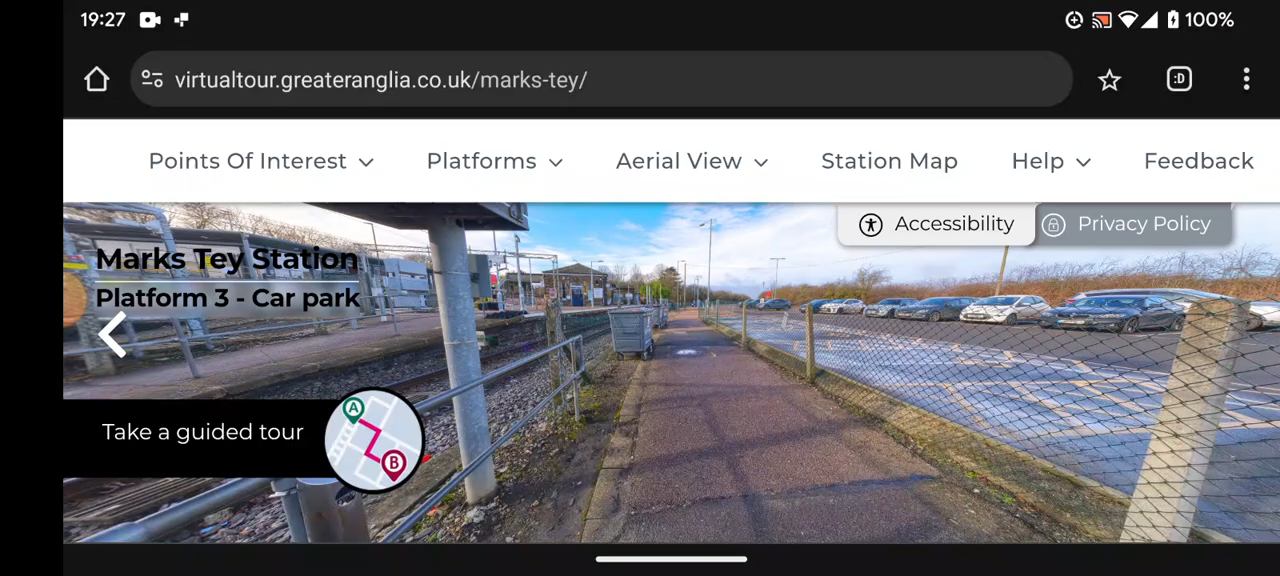 19:27
100%
virtualtour.greateranglia.co.uk/marks-tey/
:D
Points Of Interest Platforms Aerial View Station Map Help Feedback
Accessibility Privacy Policy
Marks Tey Station
Platform 3 - Car park
Take a guided tour
A
B